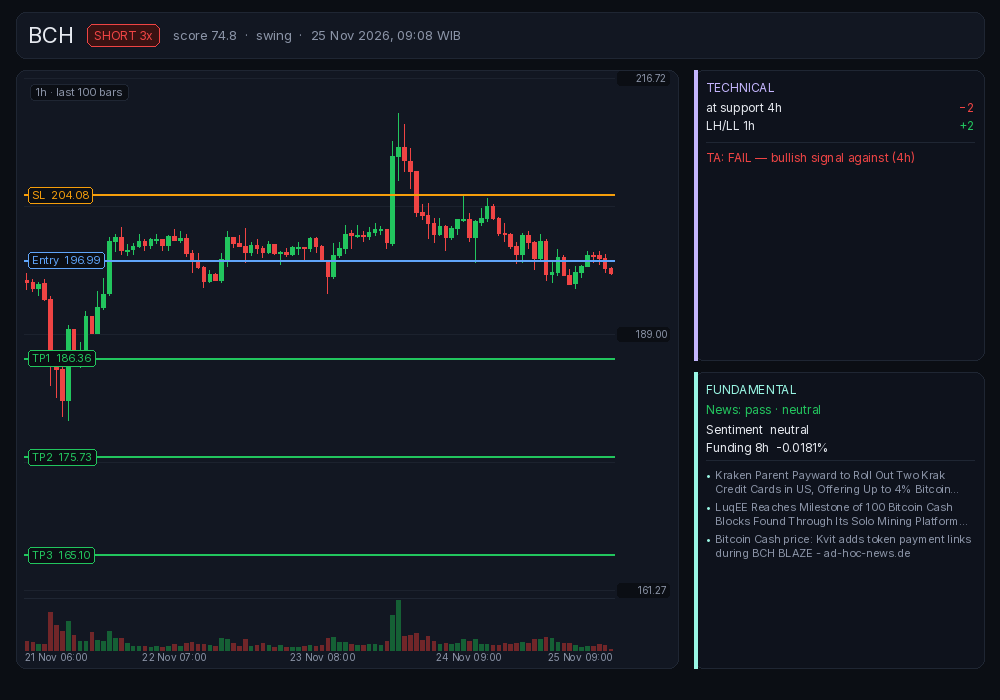 BCH SHORT 3x score 74.8 · swing · 25 Nov 2026, 09:08 WIB
1h · last 100 bars
216.72
SL 204.08
Entry 196.99
189.00
TP1 186.36
TP2 175.73
TP3 165.10
161.27
21 Nov 06:00 22 Nov 07:00 23 Nov 08:00 24 Nov 09:00 25 Nov 09:00
TECHNICAL
at support 4h −2
LH/LL 1h +2
TA: FAIL — bullish signal against (4h)
FUNDAMENTAL
News: pass · neutral
Sentiment neutral
Funding 8h -0.0181%
• Kraken Parent Payward to Roll Out Two Krak
Credit Cards in US, Offering Up to 4% Bitcoin…
• LuqEE Reaches Milestone of 100 Bitcoin Cash
Blocks Found Through Its Solo Mining Platform…
• Bitcoin Cash price: Kvit adds token payment links
during BCH BLAZE - ad-hoc-news.de